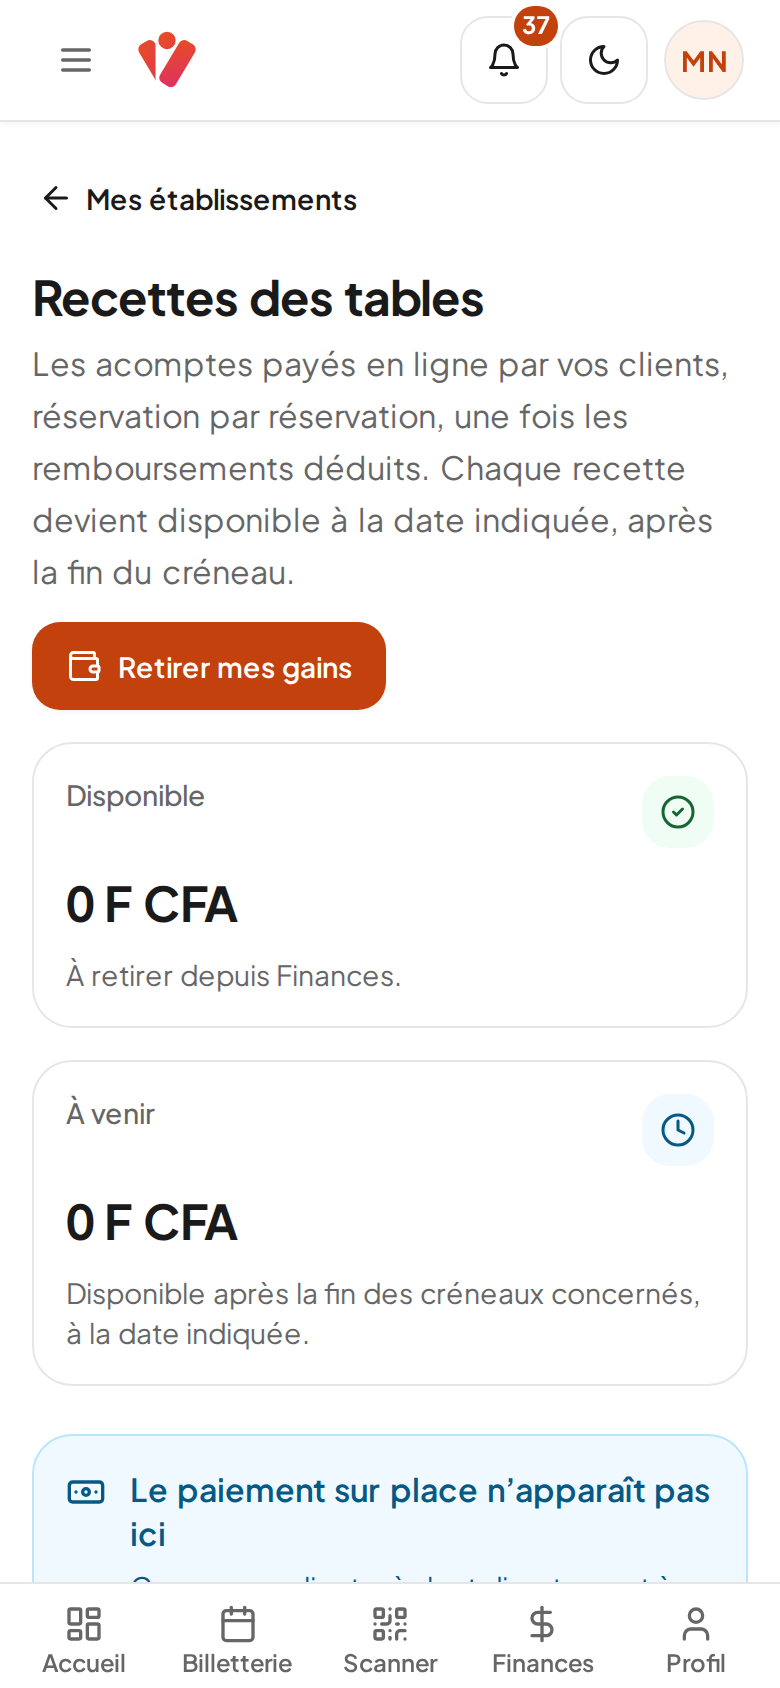 37
MN
Mes établissements
Recettes des tables
Les acomptes payés en ligne par vos clients,
réservation par réservation, une fois les
remboursements déduits. Chaque recette
devient disponible à la date indiquée, après
la fin du créneau.
Retirer mes gains
Disponible
0 F CFA
À retirer depuis Finances.
À venir
0 F CFA
Disponible après la fin des créneaux concernés,
à la date indiquée.
Le paiement sur place n’apparaît pas
ici
Accueil
Billetterie
Scanner
Finances
Profil